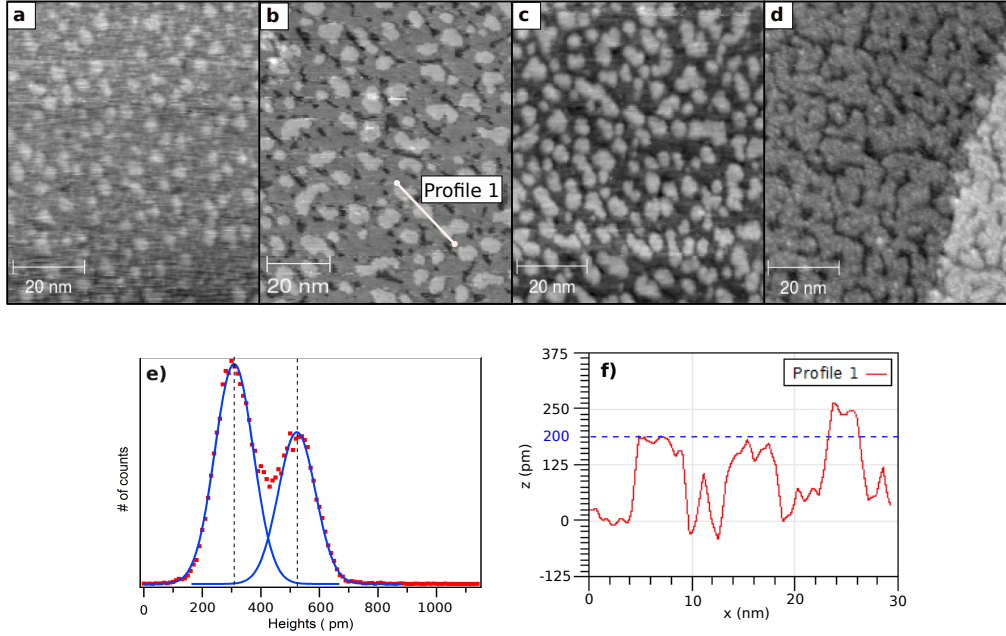 a
b
c
d
Profile 1
20 nm
20 nm
20 nm
20 nm
e)
# of counts
0
200
400
600
800
1000
Heights ( pm)
f)
Profile 1
375
250
200
125
0
-125
z (pm)
0
10
20
30
x (nm)